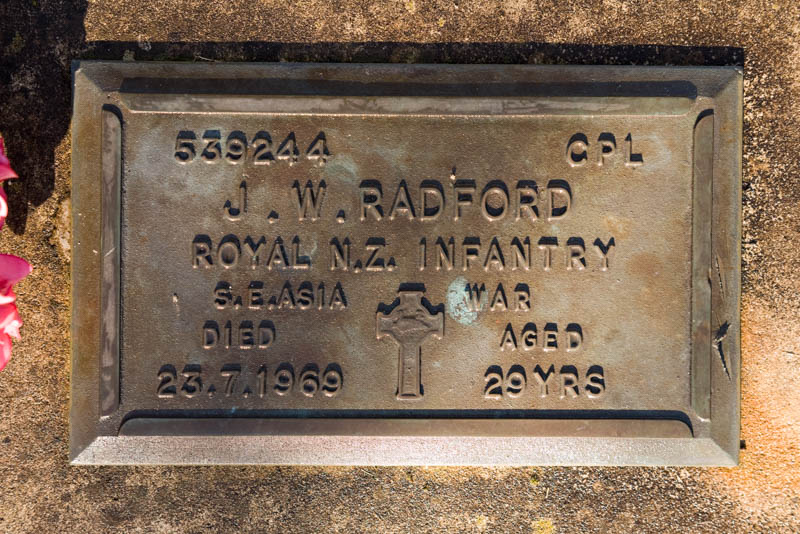 539244 CPL
J. W. RADFORD
ROYAL N.Z. INFANTRY
S.E.ASIA WAR
DIED AGED
23.7.1969 29YRS